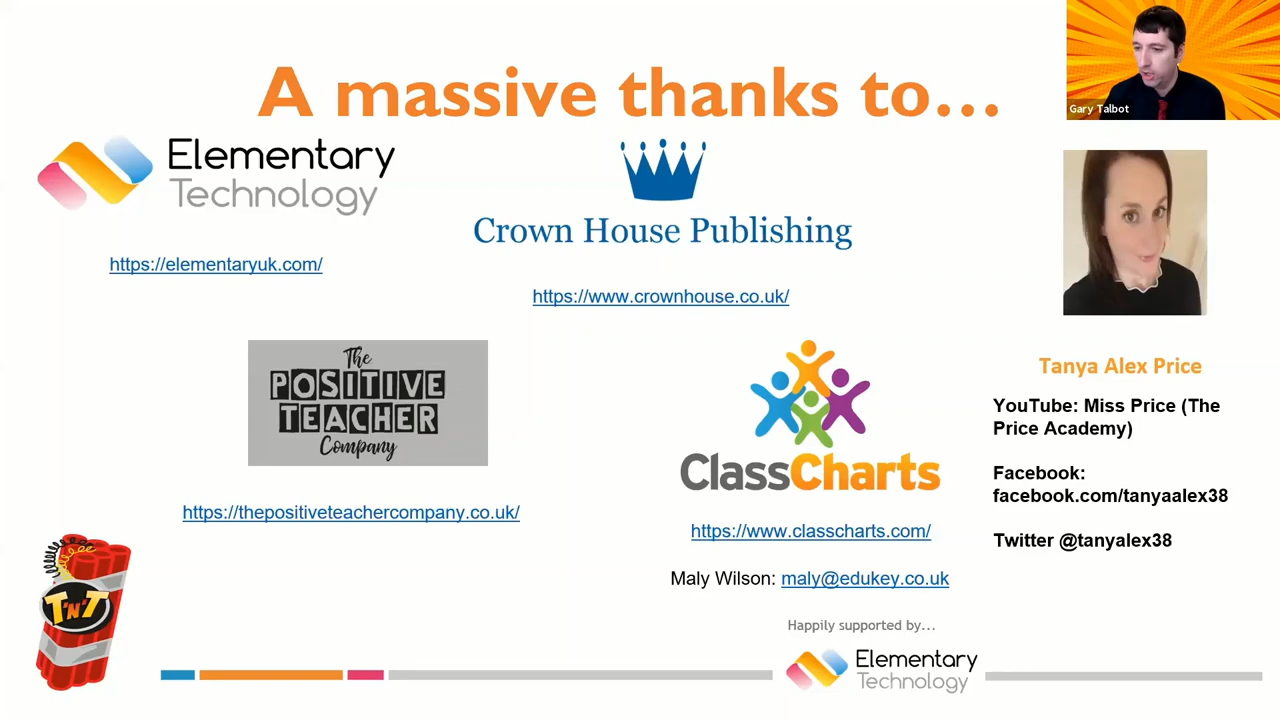 A massive thanks to…
Gary Talbot
Elementary
Technology
https://elementaryuk.com/
Crown House Publishing
https://www.crownhouse.co.uk/
The
POSITIVE
TEACHER
Company
https://thepositiveteachercompany.co.uk/
ClassCharts
https://www.classcharts.com/
Maly Wilson: maly@edukey.co.uk
Tanya Alex Price
YouTube: Miss Price (The
Price Academy)
Facebook:
facebook.com/tanyaalex38
Twitter @tanyalex38
T'N'T
Happily supported by...
Elementary
Technology